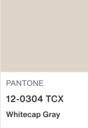 PANTONE
12-0304 TCX
Whitecap Gray